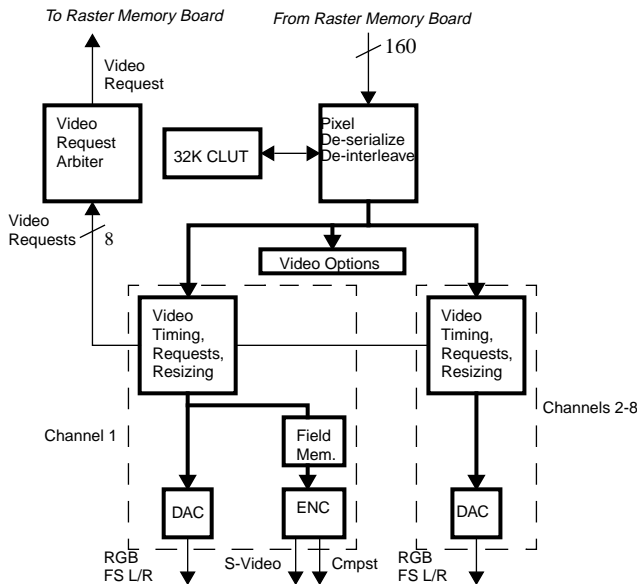 To Raster Memory Board
From Raster Memory Board
160
Video
Request
Video
Request
Arbiter
32K CLUT
Pixel
De-serialize
De-interleave
Video
Requests
8
Video Options
Video
Timing,
Requests,
Resizing
Video
Timing,
Requests,
Resizing
Channel 1
Channels 2-8
Field
Mem.
DAC
ENC
DAC
RGB
FS L/R
S-Video
Cmpst
RGB
FS L/R